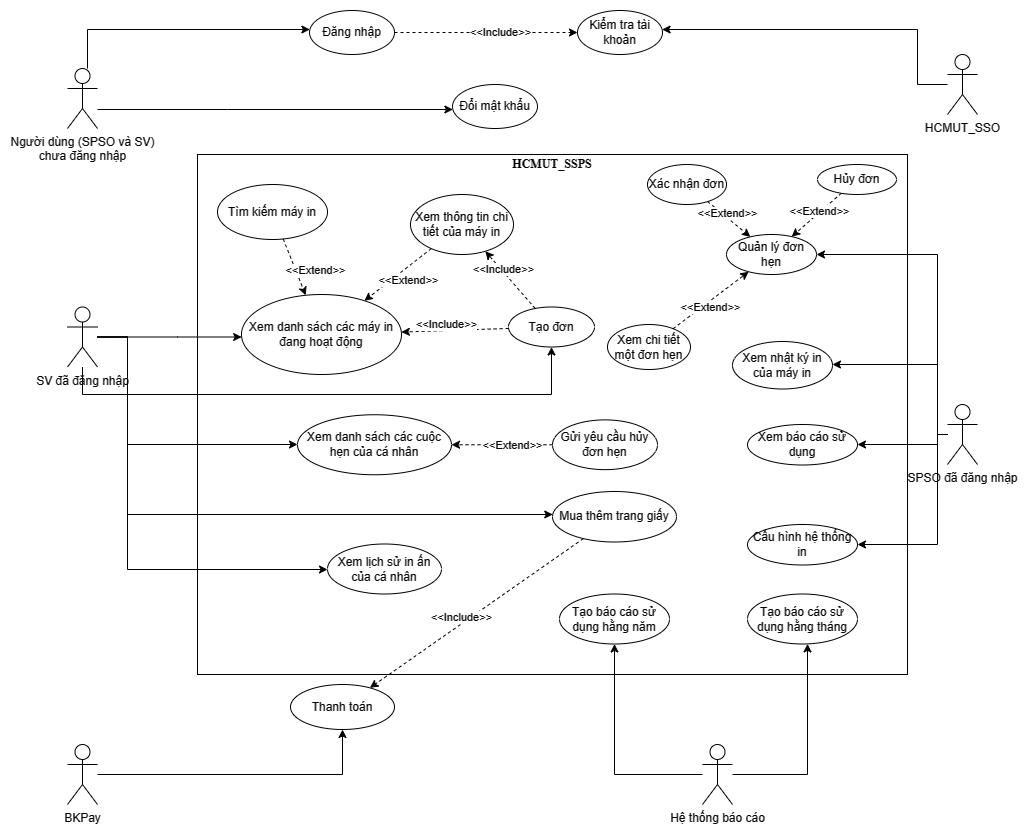 Đăng nhập
<<Include>>
Kiểm tra tài
khoản
Đổi mật khẩu
Người dùng (SPSO và SV)
chưa đăng nhập
HCMUT_SSO
HCMUT_SSPS
Tìm kiếm máy in
Xem thông tin chi
tiết của máy in
Xác nhận đơn
Hủy đơn
<<Extend>>
<<Extend>>
Quản lý đơn
hẹn
<<Extend>>
<<Extend>>
<<Include>>
<<Extend>>
Xem danh sách các máy in
đang hoạt động
<<Include>>
Tạo đơn
Xem chi tiết
một đơn hẹn
Xem nhật ký in
của máy in
SV đã đăng nhập
Xem danh sách các cuộc
hẹn của cá nhân
<<Extend>>
Gửi yêu cầu hủy
đơn hẹn
Xem báo cáo sử
dụng
SPSO đã đăng nhập
Mua thêm trang giấy
Cấu hình hệ thống
in
Xem lịch sử in ấn
của cá nhân
<<Include>>
Tạo báo cáo sử
dụng hằng năm
Tạo báo cáo sử
dụng hằng tháng
Thanh toán
BKPay
Hệ thống báo cáo